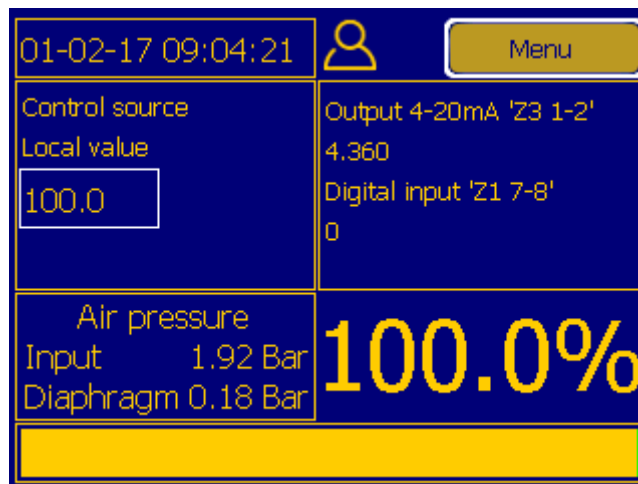 01-02-17 09:04:21
Menu
Control source
Local value
100.0
Output 4-20mA 'Z3 1-2'
4.360
Digital input 'Z1 7-8'
0
Air pressure
Input 1.92 Bar
Diaphragm 0.18 Bar
100.0%